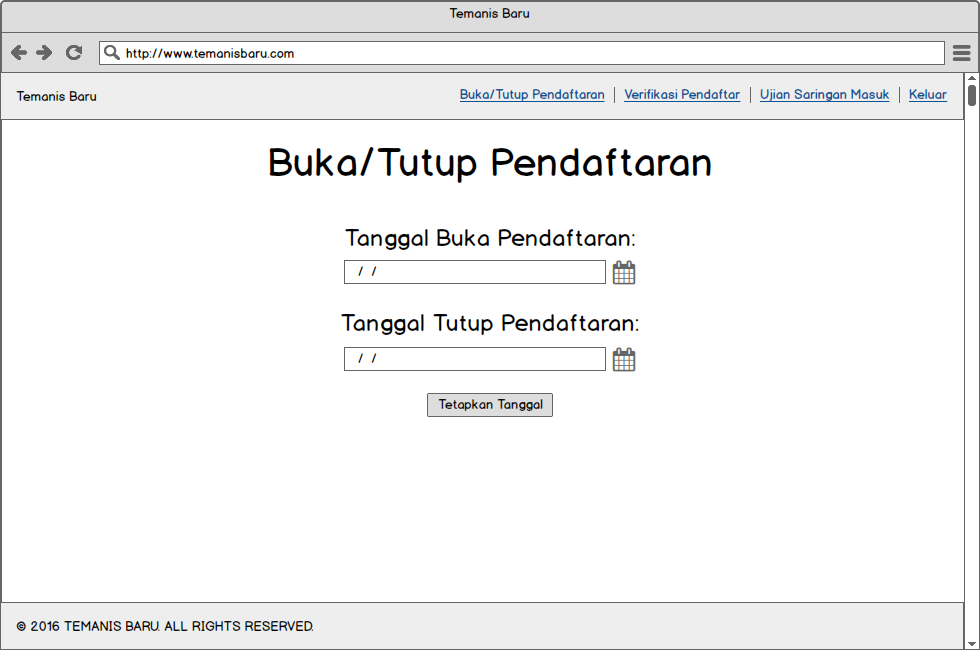 Temanis Baru
http://www.temanisbaru.com
Temanis Baru
Buka/Tutup Pendaftaran | Verifikasi Pendaftar | Ujian Saringan Masuk | Keluar
Buka/Tutup Pendaftaran
Tanggal Buka Pendaftaran:
/ /
Tanggal Tutup Pendaftaran:
/ /
Tetapkan Tanggal
© 2016 TEMANIS BARU. ALL RIGHTS RESERVED.